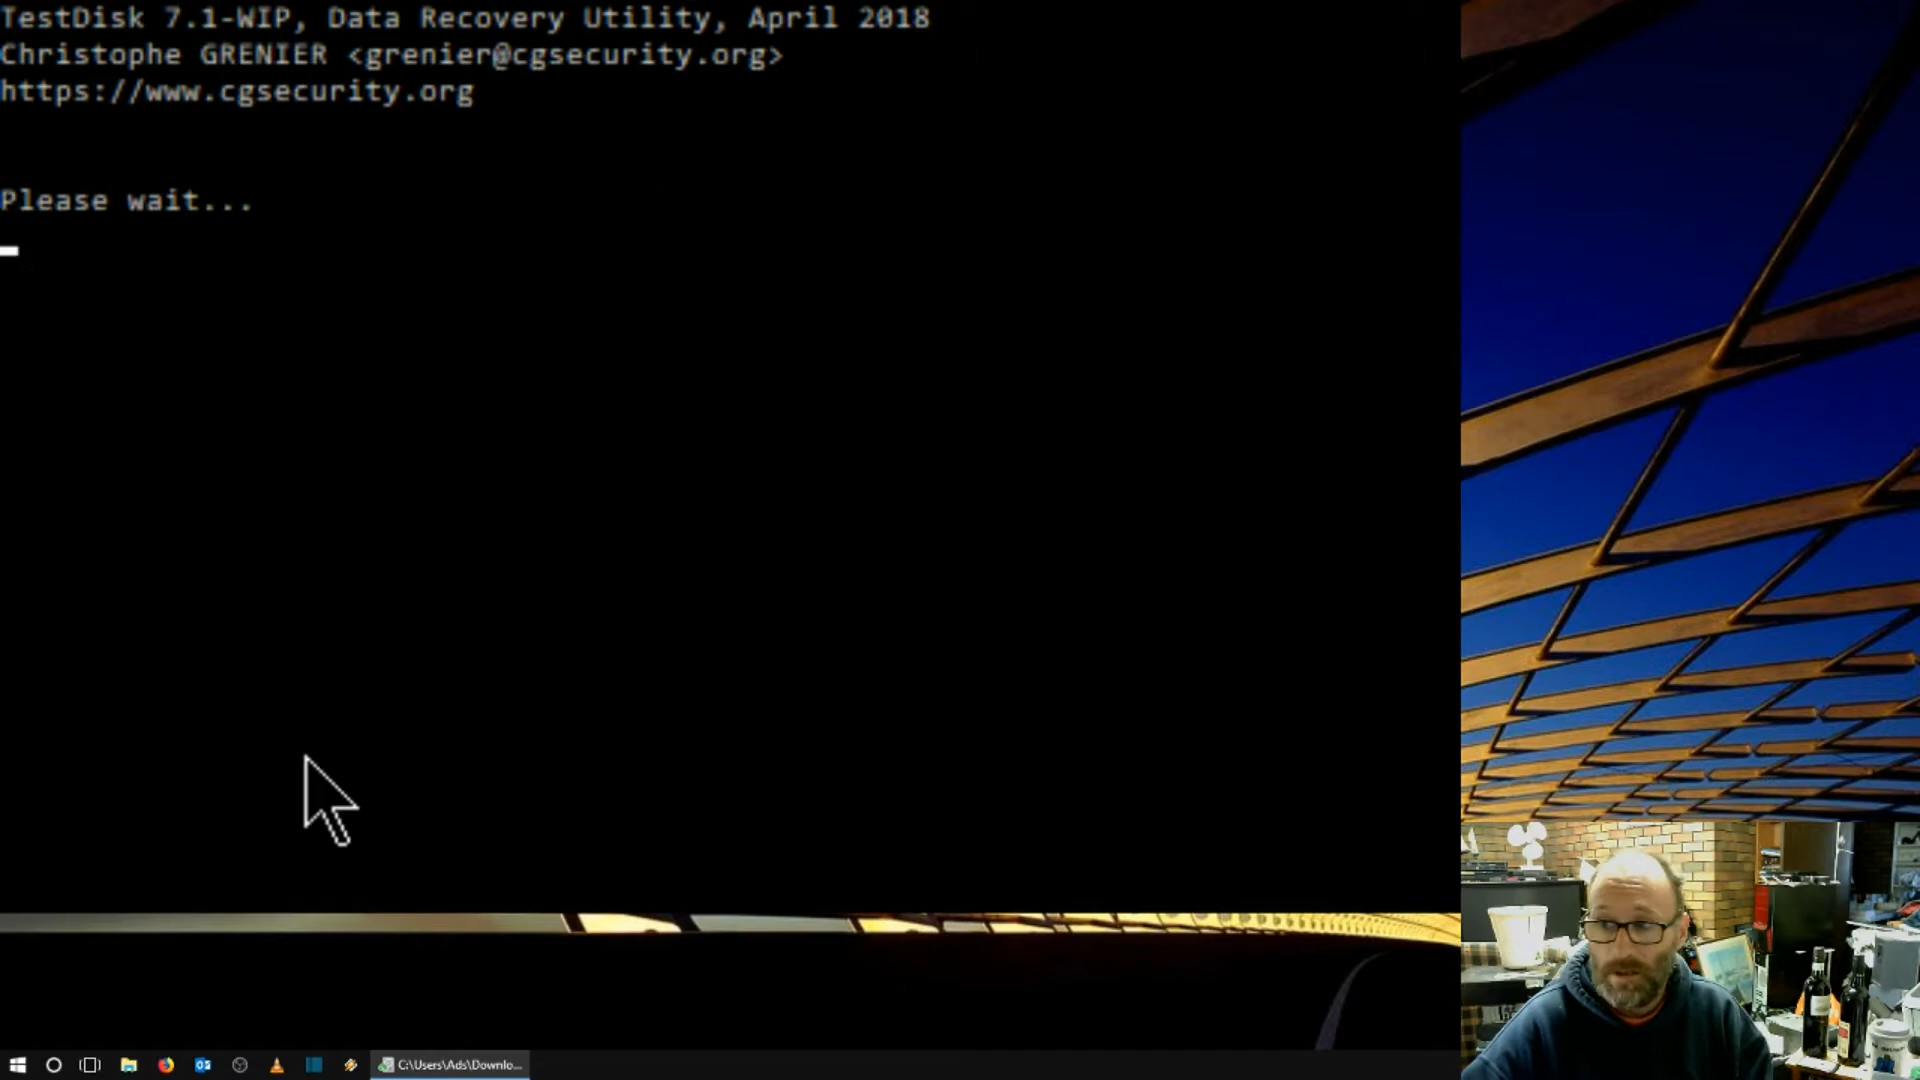 TestDisk 7.1-WIP, Data Recovery Utility, April 2018
Christophe GRENIER <grenier@cgsecurity.org>
https://www.cgsecurity.org
Please wait...
C:\Users\Ads\Downlo...